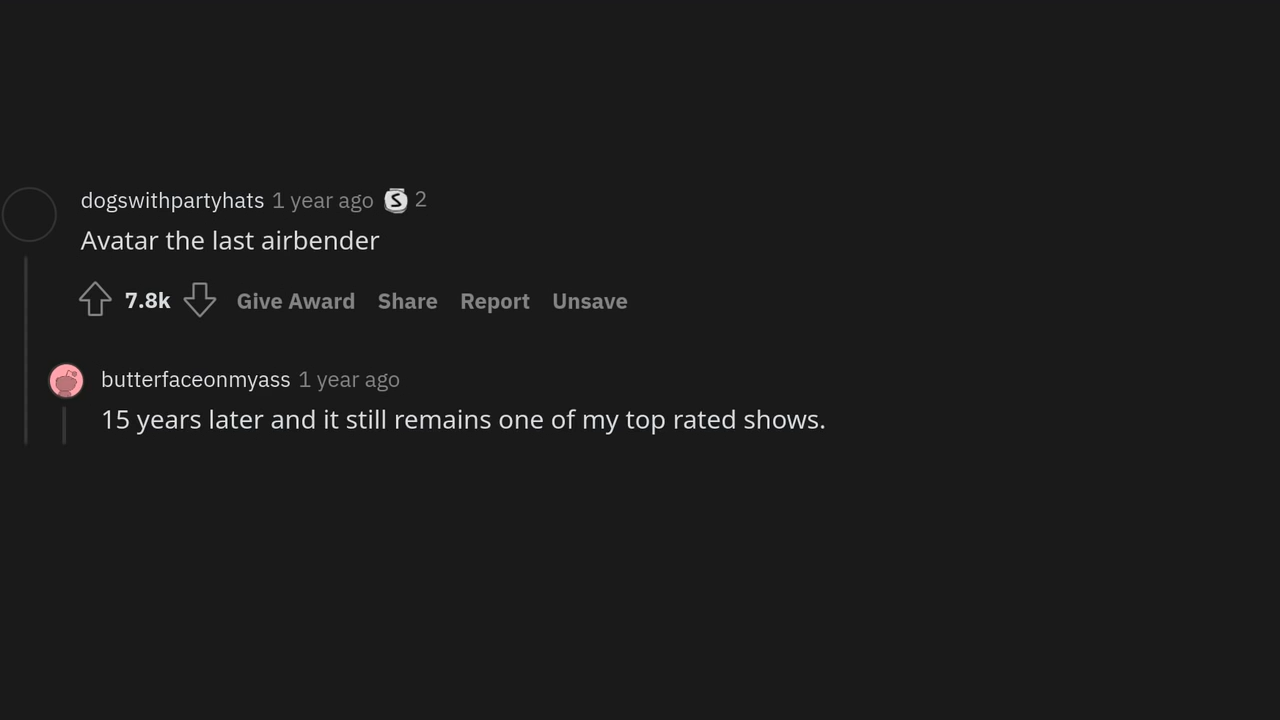 dogswithpartyhats 1 year ago S 2
Avatar the last airbender
7.8k Give Award Share Report Unsave
butterfaceonmyass 1 year ago
15 years later and it still remains one of my top rated shows.